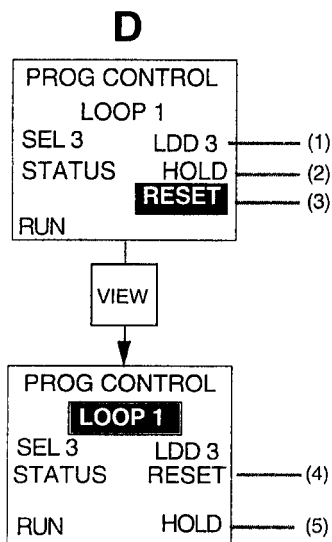 D
PROG CONTROL
LOOP 1
SEL 3 LDD 3 (1)
STATUS HOLD (2)
RESET (3)
RUN
VIEW
PROG CONTROL
LOOP 1
SEL 3 LDD 3
STATUS RESET (4)
RUN HOLD (5)